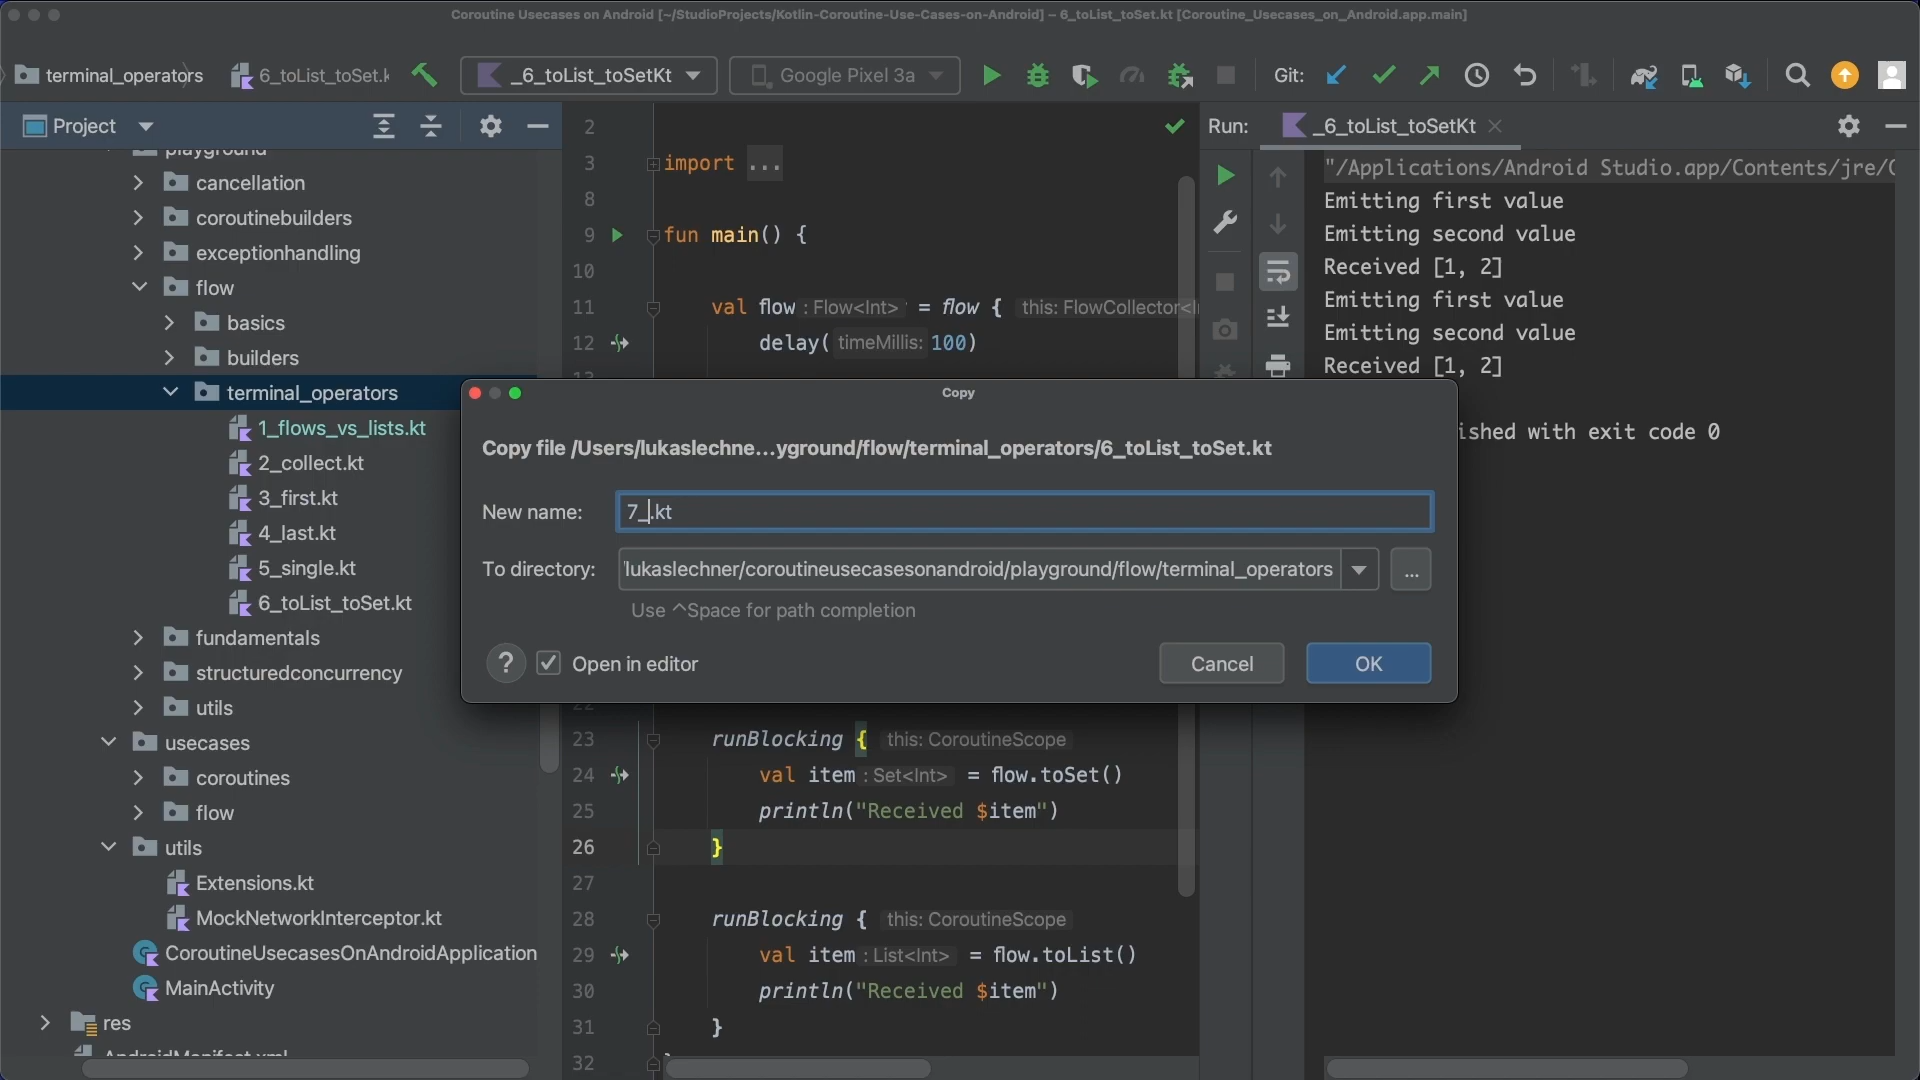 Coroutine Usecases on Android [~/StudioProjects/Kotlin-Coroutine-Use-Cases-on-Android] – 6_toList_toSet.kt [Coroutine_Usecases_on_Android.app.main]
terminal_operators
6_toList_toSet.k
_6_toList_toSetKt
Google Pixel 3a
Git:
Project
playground
cancellation
coroutinebuilders
exceptionhandling
flow
basics
builders
terminal_operators
1_flows_vs_lists.kt
2_collect.kt
3_first.kt
4_last.kt
5_single.kt
6_toList_toSet.kt
fundamentals
structuredconcurrency
utils
usecases
coroutines
flow
utils
Extensions.kt
MockNetworkInterceptor.kt
CoroutineUsecasesOnAndroidApplication
MainActivity
res
AndroidManifest.xml
2
3 import ...
8
9 fun main() {
10
11 val flow : Flow<Int> = flow { this: FlowCollector<I
12 delay( timeMillis: 100)
13
Copy
Copy file /Users/lukaslechne...yground/flow/terminal_operators/6_toList_toSet.kt
New name: 7_.kt
To directory: lukaslechner/coroutineusecasesonandroid/playground/flow/terminal_operators
...
Use ^Space for path completion
? Open in editor
Cancel
OK
22
23 runBlocking { this: CoroutineScope
24 val item : Set<Int> = flow.toSet()
25 println("Received $item")
26 }
27
28 runBlocking { this: CoroutineScope
29 val item : List<Int> = flow.toList()
30 println("Received $item")
31 }
32
Run: _6_toList_toSetKt
"/Applications/Android Studio.app/Contents/jre/C
Emitting first value
Emitting second value
Received [1, 2]
Emitting first value
Emitting second value
Received [1, 2]
ished with exit code 0